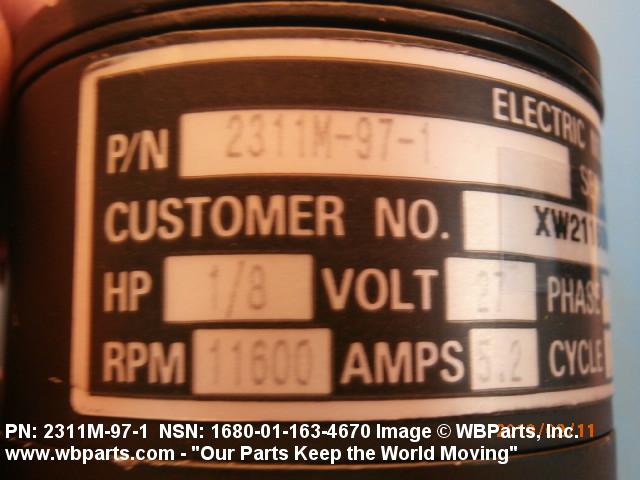 ELECTRIC
P/N 2311M-97-1
CUSTOMER NO. XW211
HP 1/8 VOLT 27 PHASE
RPM 11600 AMPS 5.2 CYCLE
PN: 2311M-97-1 NSN: 1680-01-163-4670 Image © WBParts, Inc.
www.wbparts.com - "Our Parts Keep the World Moving"